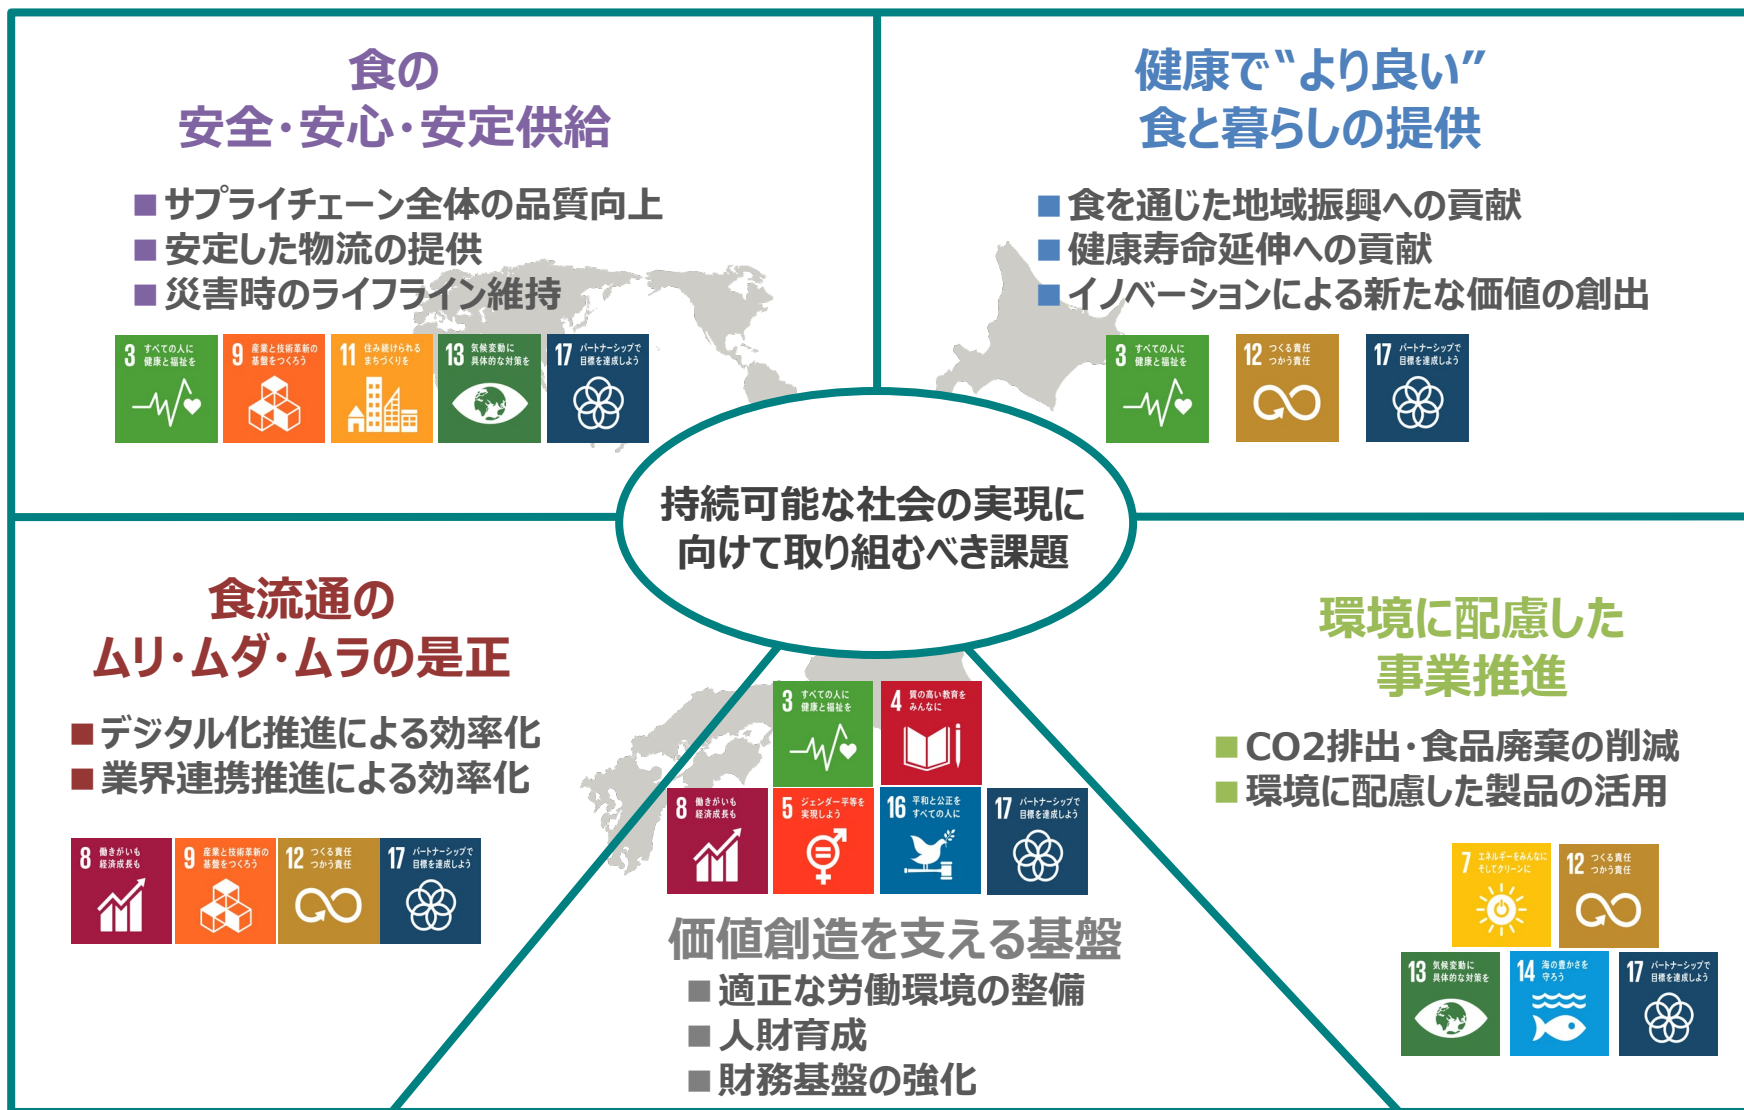 食の
安全・安心・安定供給
■サプライチェーン全体の品質向上
■安定した物流の提供
■災害時のライフライン維持
3 すべての人に
健康と福祉を
9 産業と技術革新の
基盤をつくろう
11 住み続けられる
まちづくりを
13 気候変動に
具体的な対策を
17 パートナーシップで
目標を達成しよう
健康で〝より良い〟
食と暮らしの提供
■食を通じた地域振興への貢献
■健康寿命延伸への貢献
■イノベーションによる新たな価値の創出
3 すべての人に
健康と福祉を
12 つくる責任
つかう責任
17 パートナーシップで
目標を達成しよう
持続可能な社会の実現に
向けて取り組むべき課題
食流通の
ムリ・ムダ・ムラの是正
■デジタル化推進による効率化
■業界連携推進による効率化
8 働きがいも
経済成長も
9 産業と技術革新の
基盤をつくろう
12 つくる責任
つかう責任
17 パートナーシップで
目標を達成しよう
3 すべての人に
健康と福祉を
4 質の高い教育を
みんなに
8 働きがいも
経済成長も
5 ジェンダー平等を
実現しよう
16 平和と公正を
すべての人に
17 パートナーシップで
目標を達成しよう
価値創造を支える基盤
■適正な労働環境の整備
■人財育成
■財務基盤の強化
環境に配慮した
事業推進
■CO2排出・食品廃棄の削減
■環境に配慮した製品の活用
7 エネルギーをみんなに
そしてクリーンに
12 つくる責任
つかう責任
13 気候変動に
具体的な対策を
14 海の豊かさを
守ろう
17 パートナーシップで
目標を達成しよう